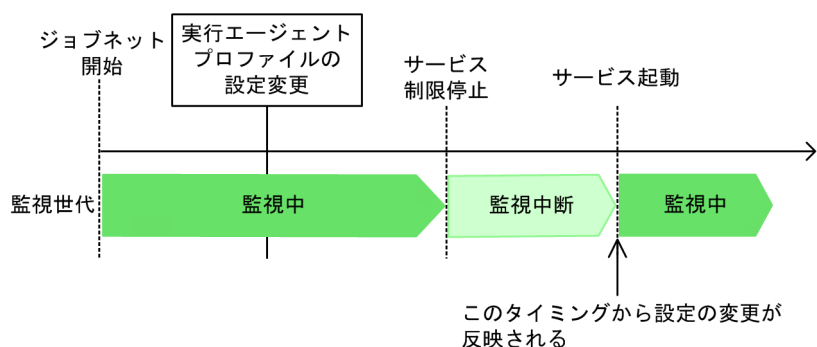 ジョブネット
開始
実行エージェント
プロファイルの
設定変更
サービス
制限停止
サービス起動
監視世代
監視中
監視中断
監視中
このタイミングから設定の変更が
反映される